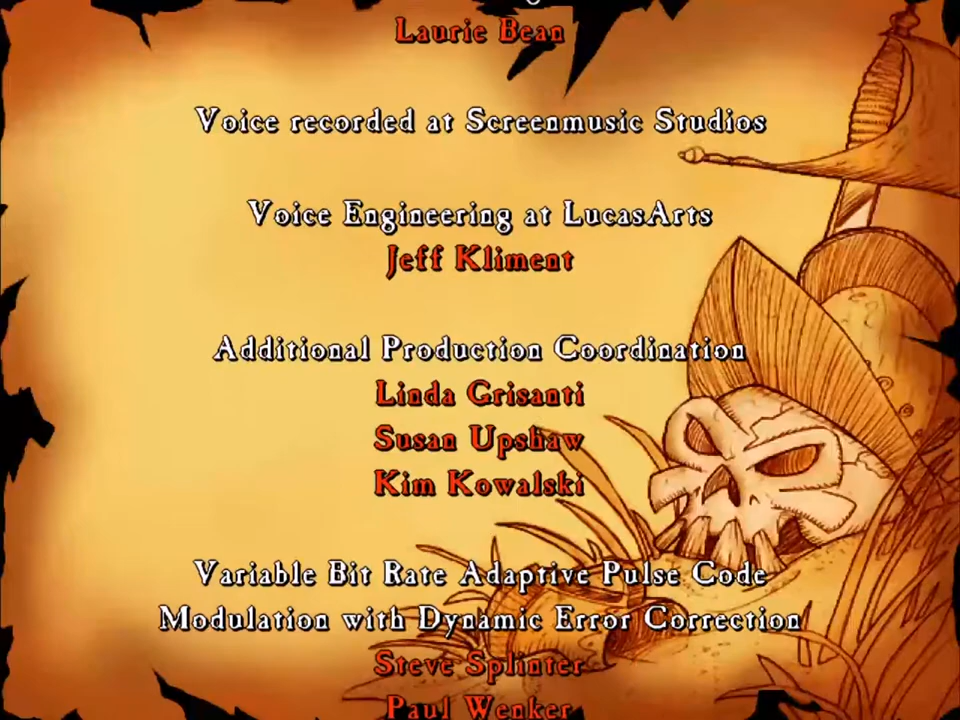 Laurie Bean
Voice recorded at Screenmusic Studios
Voice Engineering at LucasArts
Jeff Kliment
Additional Production Coordination
Linda Grisanti
Susan Upshaw
Kim Kowalski
Variable Bit Rate Adaptive Pulse Code
Modulation with Dynamic Error Correction
Steve Splinter
Paul Wenker